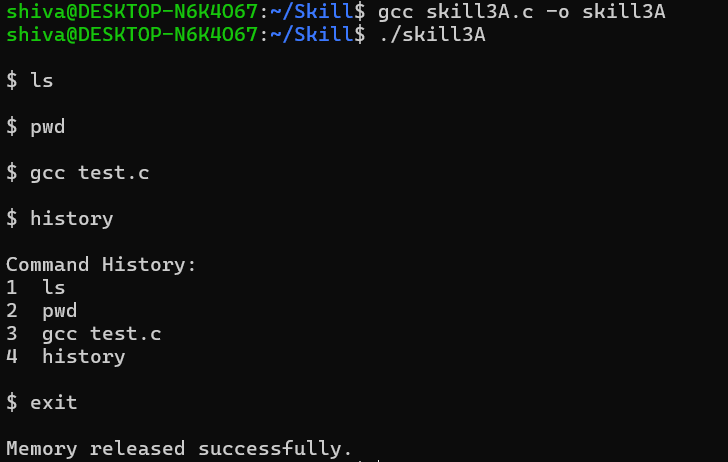 shiva@DESKTOP-N6K4O67:~/Skill$ gcc skill3A.c -o skill3A
shiva@DESKTOP-N6K4O67:~/Skill$ ./skill3A
$ ls
$ pwd
$ gcc test.c
$ history
Command History:
1  ls
2  pwd
3  gcc test.c
4  history
$ exit
Memory released successfully.